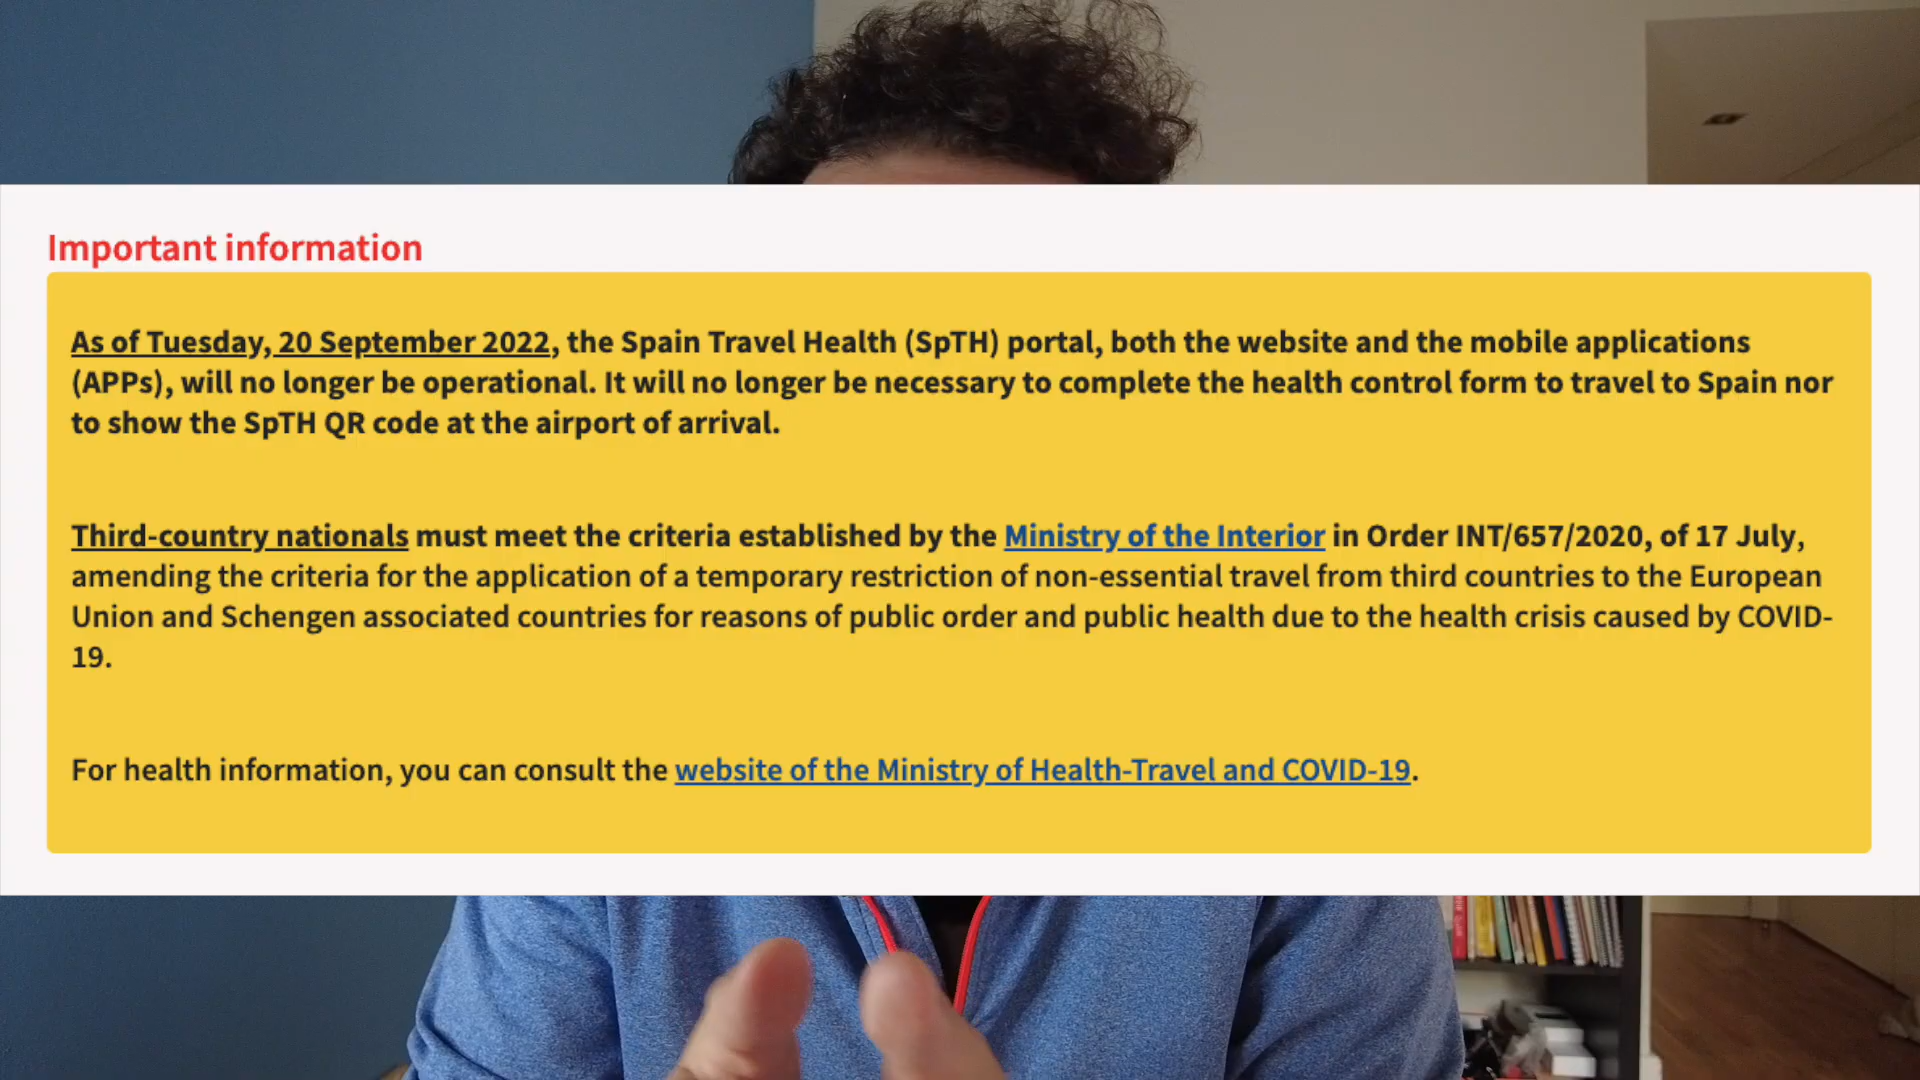 Important information
As of Tuesday, 20 September 2022, the Spain Travel Health (SpTH) portal, both the website and the mobile applications
(APPs), will no longer be operational. It will no longer be necessary to complete the health control form to travel to Spain nor
to show the SpTH QR code at the airport of arrival.
Third-country nationals must meet the criteria established by the Ministry of the Interior in Order INT/657/2020, of 17 July,
amending the criteria for the application of a temporary restriction of non-essential travel from third countries to the European
Union and Schengen associated countries for reasons of public order and public health due to the health crisis caused by COVID-
19.
For health information, you can consult the website of the Ministry of Health-Travel and COVID-19.